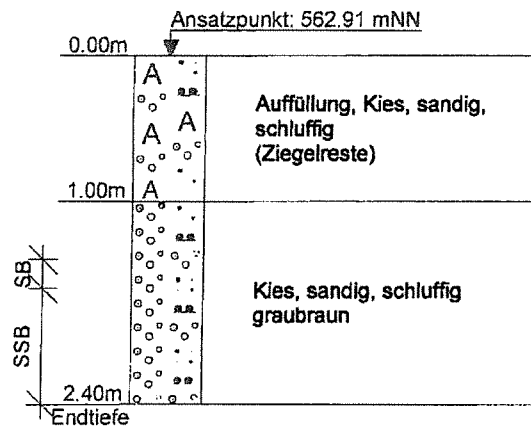 Ansatzpunkt: 562.91 mNN
0.00m
A
A
A
A
Auffüllung, Kies, sandig,
schluffig
(Ziegelreste)
1.00m
SB
SSB
Kies, sandig, schluffig
graubraun
2.40m
Endtiefe